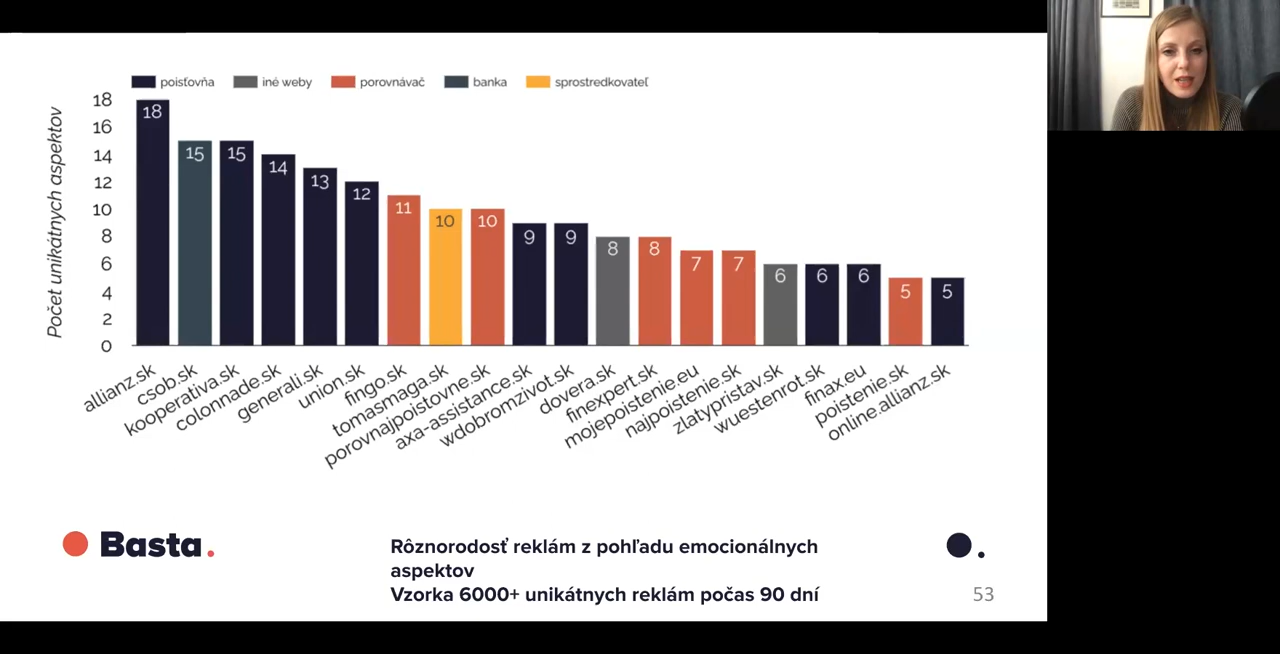 poisťovňa iné weby porovnávač banka sprostredkovateľ
Počet unikátnych aspektov
18
16
14
12
10
8
6
4
2
0
18 15 15 14 13 12 11 10 10 9 9 8 8 7 7 6 6 6 5 5
allianz.sk
csob.sk
kooperativa.sk
colonnade.sk
generali.sk
union.sk
fingo.sk
tomasmaga.sk
porovnajpoistovne.sk
axa-assistance.sk
wdobromzivot.sk
dovera.sk
finexpert.sk
mojepoistenie.eu
najpoistenie.sk
zlatypristav.sk
wuestenrot.sk
finax.eu
poistenie.sk
online.allianz.sk
Basta.
Rôznorodosť reklám z pohľadu emocionálnych
aspektov
Vzorka 6000+ unikátnych reklám počas 90 dní
53